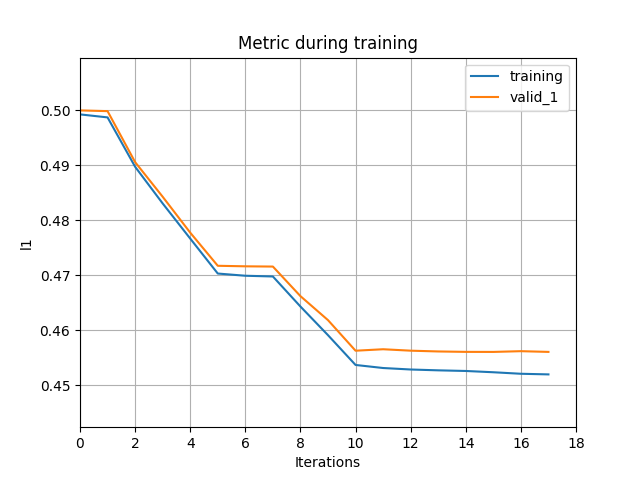 Metric during training
training
valid_1
0.50
0.49
0.48
0.47
0.46
0.45
l1
0 2 4 6 8 10 12 14 16 18
Iterations